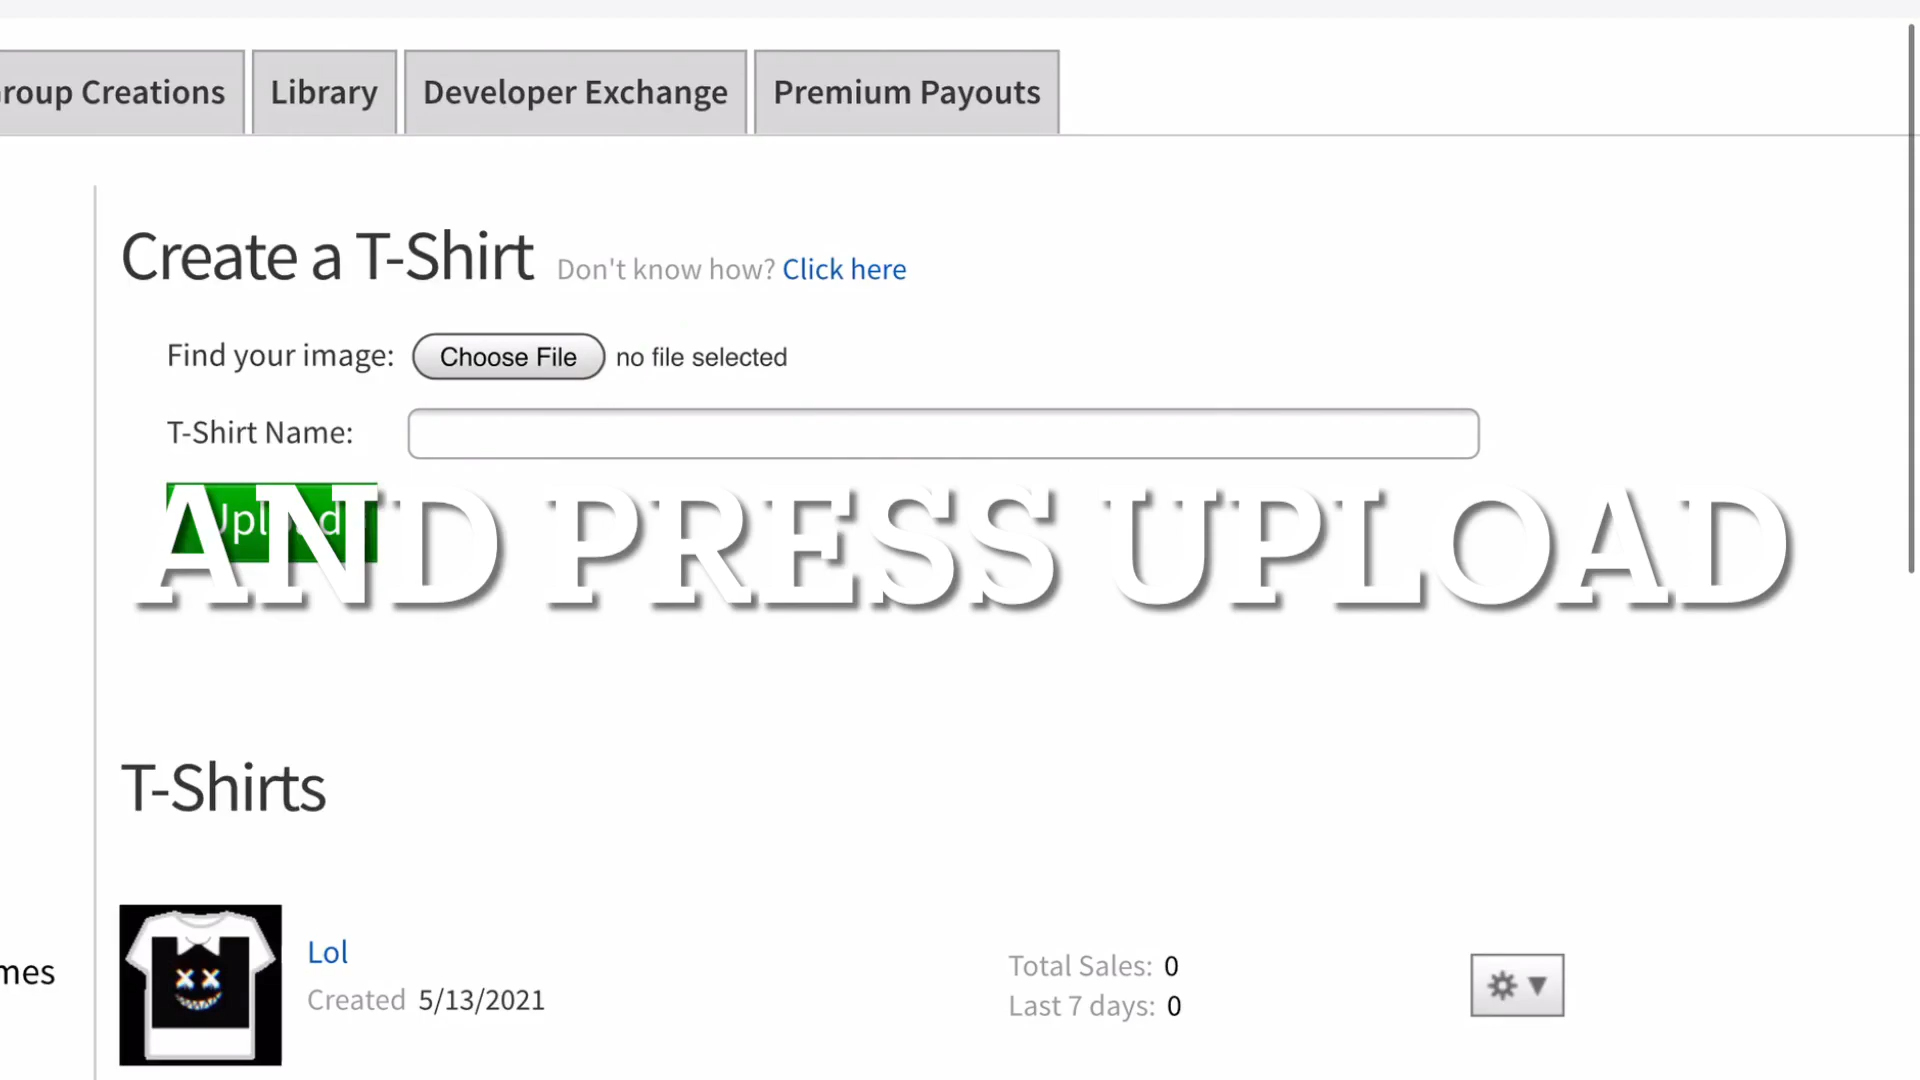 roup Creations
Library
Developer Exchange
Premium Payouts
Create a T-Shirt Don't know how? Click here
Find your image: Choose File no file selected
T-Shirt Name:
Upload
AND PRESS UPLOAD
T-Shirts
Lol
Created 5/13/2021
Total Sales: 0
Last 7 days: 0
mes